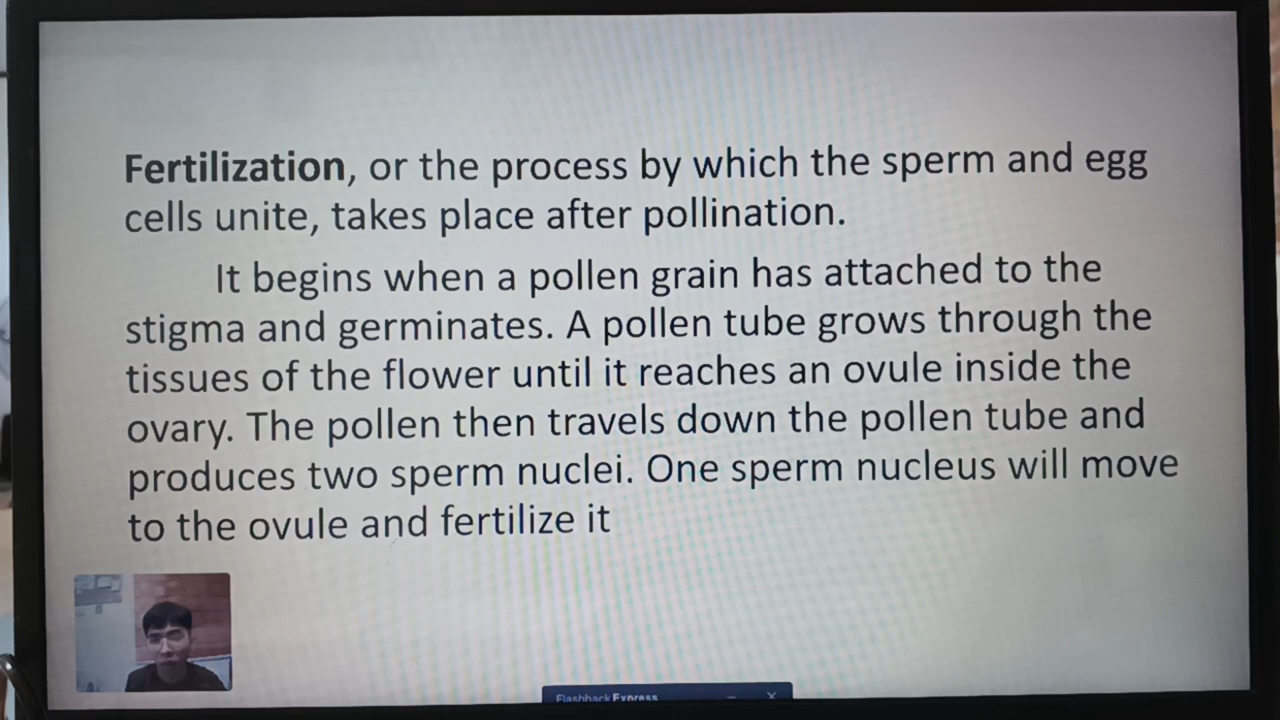 Fertilization, or the process by which the sperm and egg
cells unite, takes place after pollination.
It begins when a pollen grain has attached to the
stigma and germinates. A pollen tube grows through the
tissues of the flower until it reaches an ovule inside the
ovary. The pollen then travels down the pollen tube and
produces two sperm nuclei. One sperm nucleus will move
to the ovule and fertilize it
Flashback Express